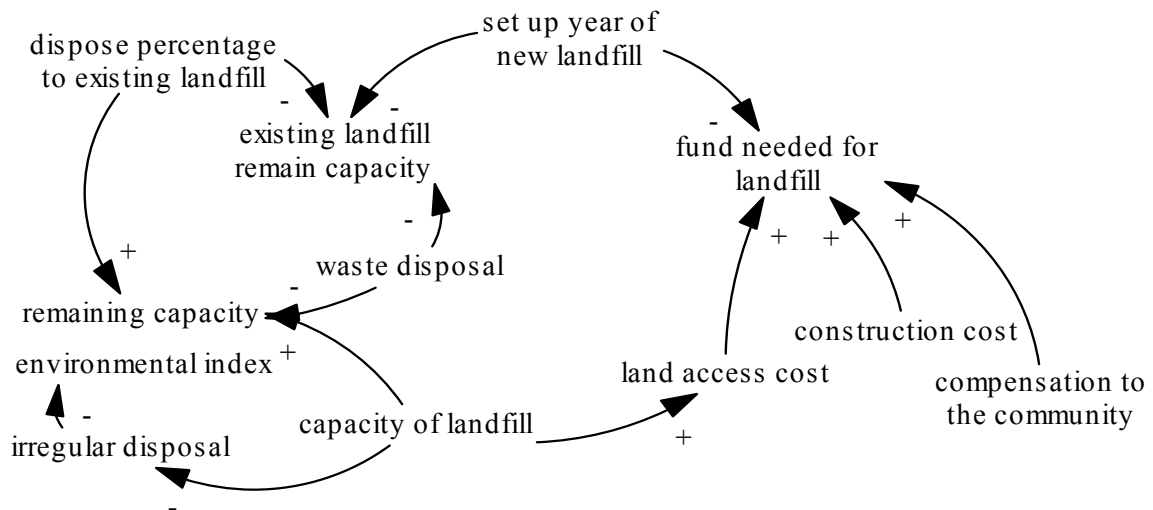 set up year of
new landfill
dispose percentage
to existing landfill
-
-
existing landfill
remain capacity
-
fund needed for
landfill
-
+
+
+
+
waste disposal
-
remaining capacity
+
environmental index
construction cost
land access cost
compensation to
the community
-
capacity of landfill
+
irregular disposal
-